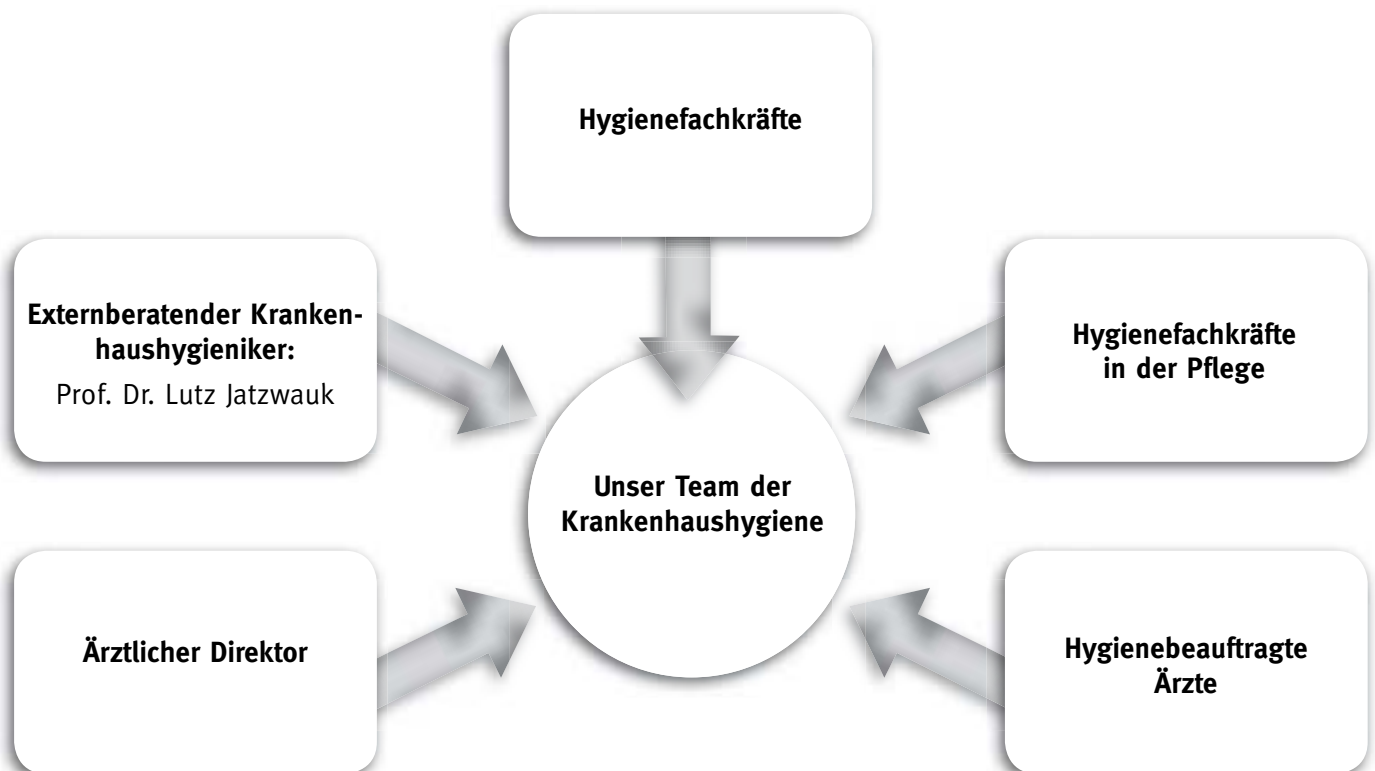 Hygienefachkräfte
Externberatender Kranken-
haushygieniker:
Prof. Dr. Lutz Jatzwauk
Hygienefachkräfte
in der Pflege
Unser Team der
Krankenhaushygiene
Ärztlicher Direktor
Hygienebeauftragte
Ärzte